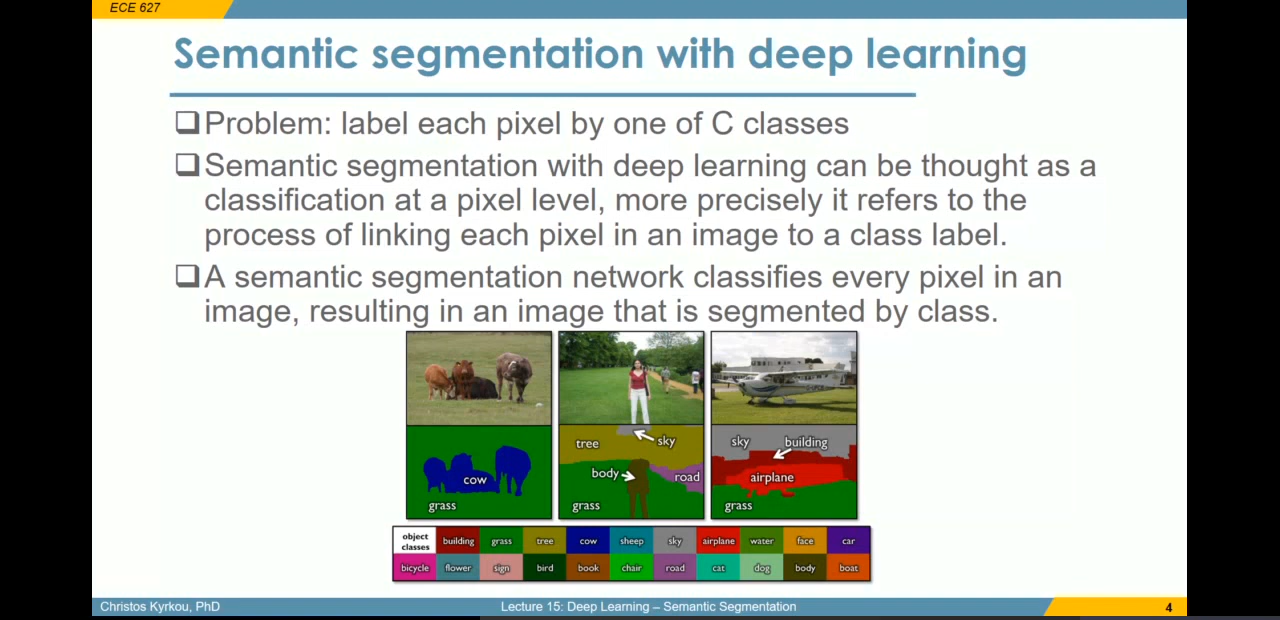 ECE 627
Semantic segmentation with deep learning
❑Problem: label each pixel by one of C classes
❑Semantic segmentation with deep learning can be thought as a
classification at a pixel level, more precisely it refers to the
process of linking each pixel in an image to a class label.
❑A semantic segmentation network classifies every pixel in an
image, resulting in an image that is segmented by class.
cow
grass
tree
sky
body
road
grass
sky
building
airplane
grass
object
classes
building grass tree cow sheep sky airplane water face car
bicycle flower sign bird book chair road cat dog body boat
Christos Kyrkou, PhD
Lecture 15: Deep Learning – Semantic Segmentation
4